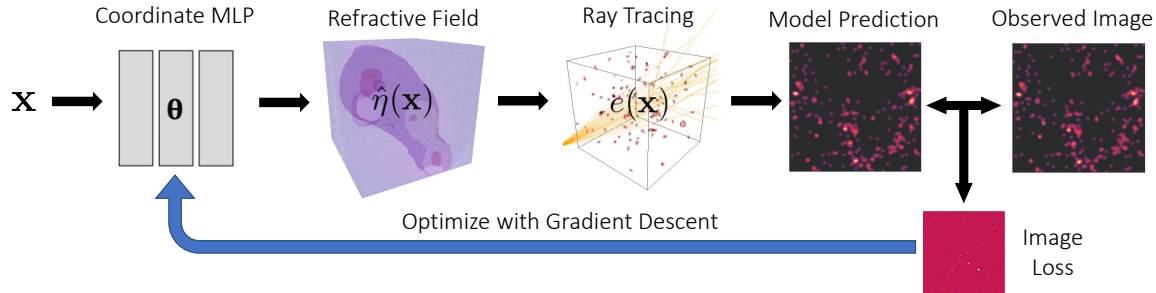 Coordinate MLP
Refractive Field
Ray Tracing
Model Prediction
Observed Image
x
θ
η̂(x)
e(x)
Optimize with Gradient Descent
Image
Loss